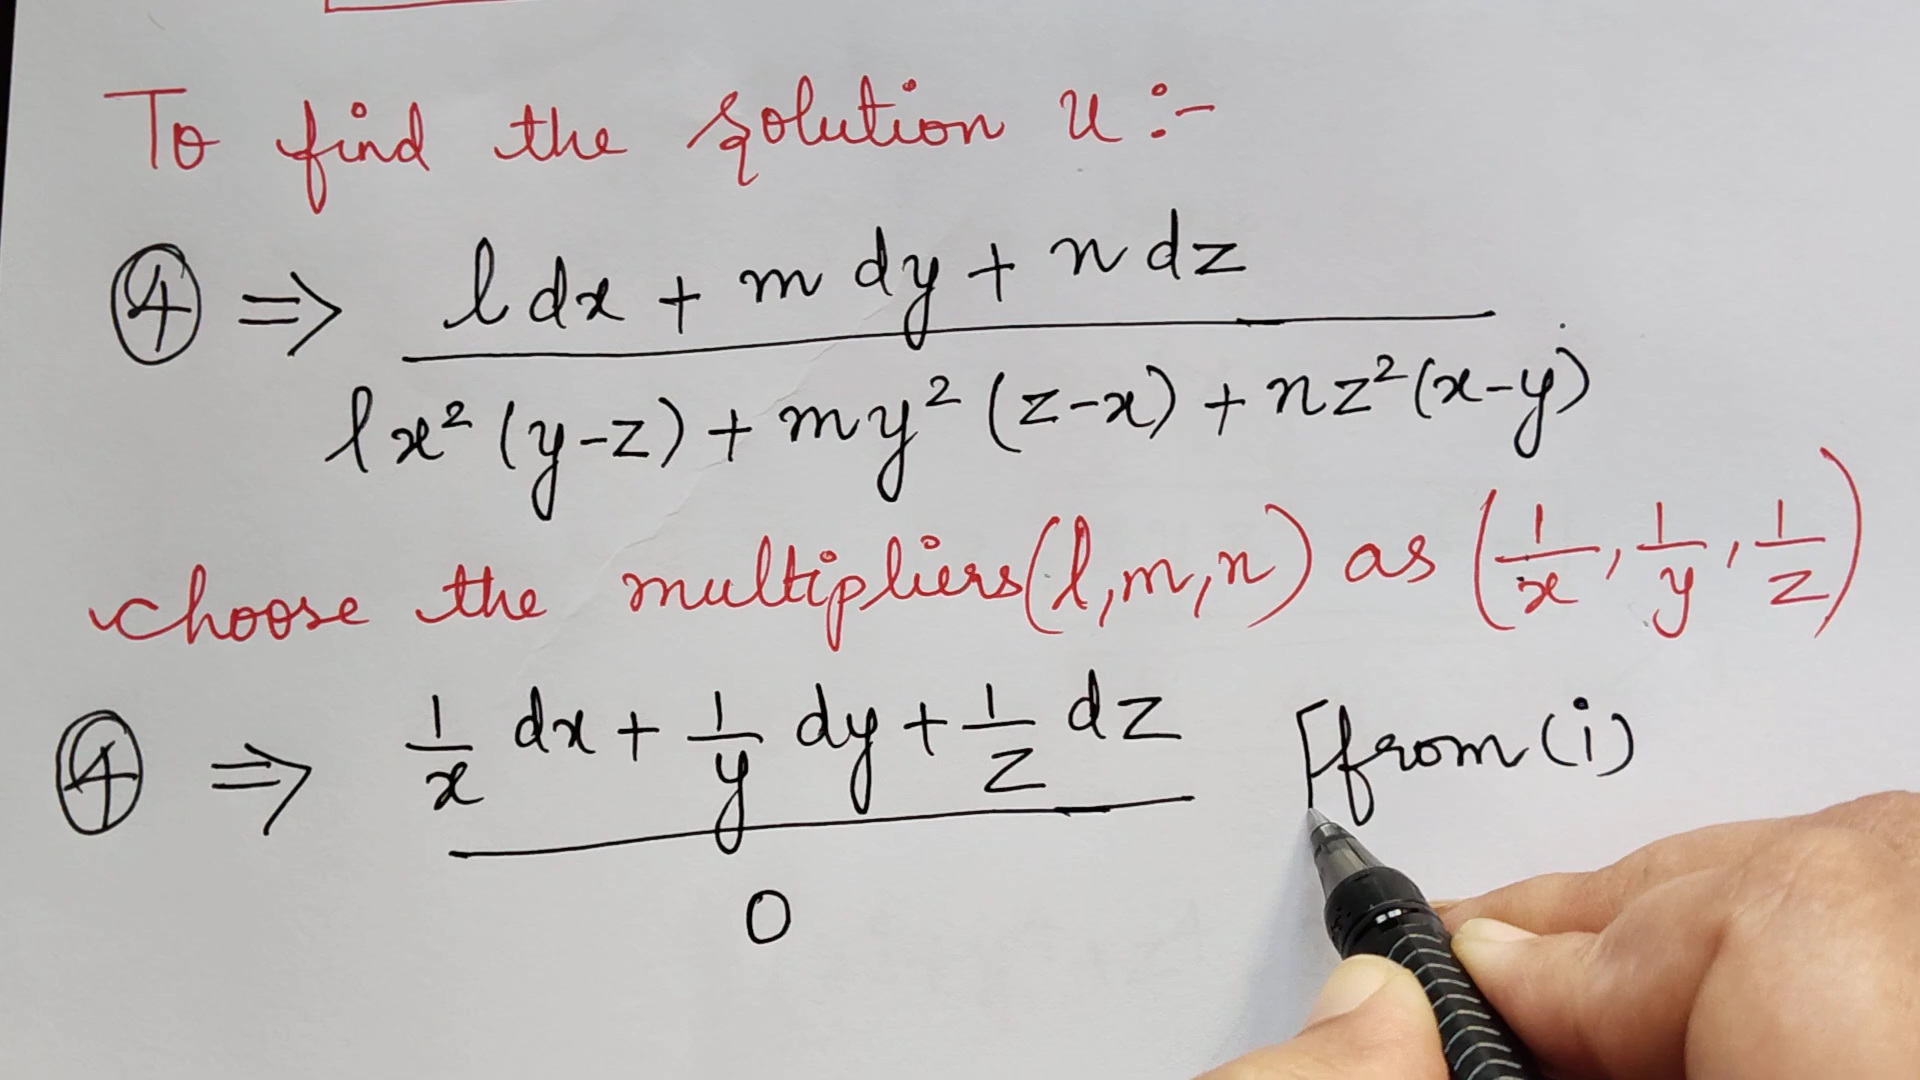 To find the solution u :-
④ ⇒ l dx + m dy + n dz / l x² (y-z) + m y² (z-x) + n z² (x-y)
choose the multipliers (l, m, n) as (1/x, 1/y, 1/z)
④ ⇒ 1/x dx + 1/y dy + 1/z dz / 0 [from (i)